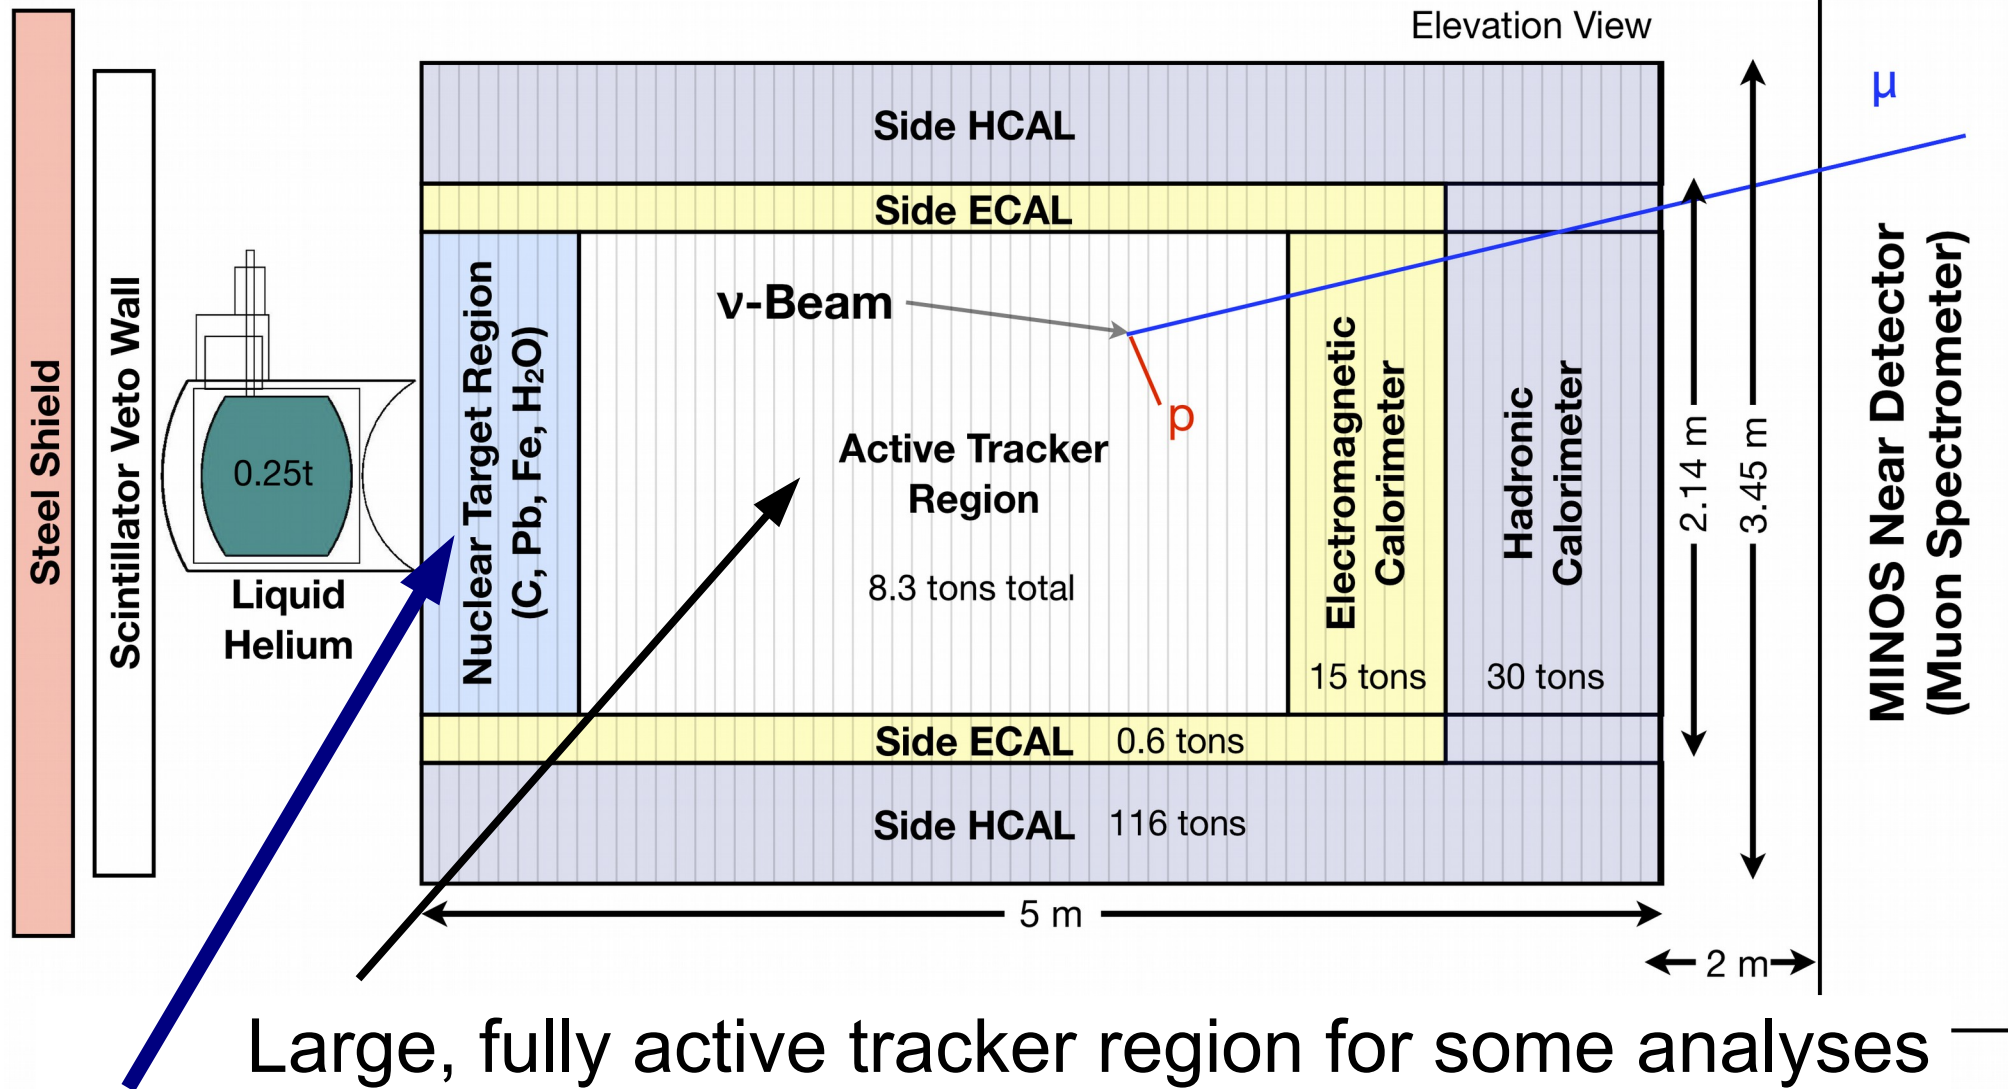 Elevation View
Steel Shield
Scintillator Veto Wall
0.25t
Liquid
Helium
Side HCAL
Side ECAL
Nuclear Target Region
(C, Pb, Fe, H₂O)
ν-Beam
μ
p
Active Tracker
Region
8.3 tons total
Electromagnetic
Calorimeter
15 tons
Hadronic
Calorimeter
30 tons
Side ECAL 0.6 tons
Side HCAL 116 tons
2.14 m
3.45 m
MINOS Near Detector
(Muon Spectrometer)
5 m
2 m
Large, fully active tracker region for some analyses